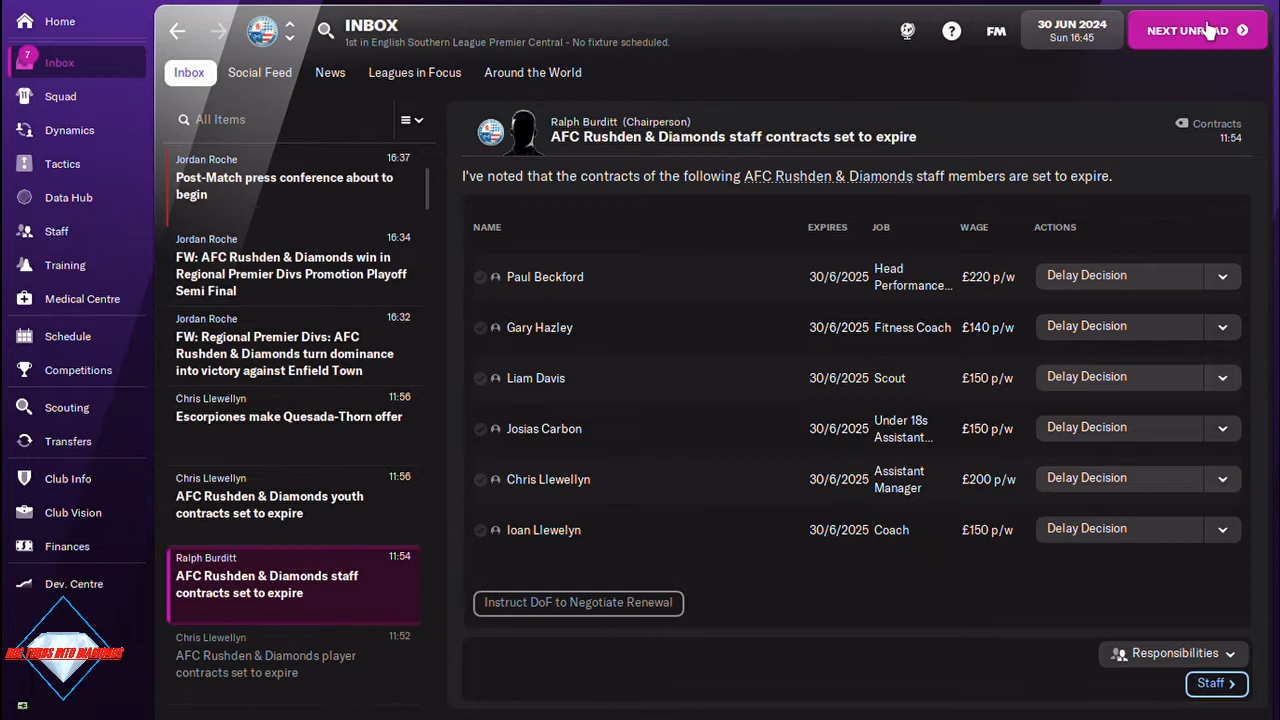 Home
INBOX
1st in English Southern League Premier Central - No fixture scheduled.
FM
30 JUN 2024
Sun 16:45
7
Inbox
Squad
Dynamics
Tactics
Data Hub
Staff
Training
Medical Centre
Schedule
Competitions
Scouting
Transfers
Club Info
Club Vision
Finances
Dev. Centre
Inbox Social Feed News Leagues in Focus Around the World
All Items
Jordan Roche 16:37
Post-Match press conference about to
begin
Jordan Roche 16:34
FW: AFC Rushden & Diamonds win in
Regional Premier Divs Promotion Playoff
Semi Final
Jordan Roche 16:32
FW: Regional Premier Divs: AFC
Rushden & Diamonds turn dominance
into victory against Enfield Town
Chris Llewellyn 11:56
Escorpiones make Quesada-Thorn offer
Chris Llewellyn 11:56
AFC Rushden & Diamonds youth
contracts set to expire
Ralph Burditt 11:54
AFC Rushden & Diamonds staff
contracts set to expire
Chris Llewellyn 11:52
AFC Rushden & Diamonds player
contracts set to expire
Ralph Burditt (Chairperson)
AFC Rushden & Diamonds staff contracts set to expire
Contracts
11:54
I've noted that the contracts of the following AFC Rushden & Diamonds staff members are set to expire.
NAME EXPIRES JOB WAGE ACTIONS
Paul Beckford 30/6/2025 Head Performance... £220 p/w Delay Decision
Gary Hazley 30/6/2025 Fitness Coach £140 p/w Delay Decision
Liam Davis 30/6/2025 Scout £150 p/w Delay Decision
Josias Carbon 30/6/2025 Under 18s Assistant... £150 p/w Delay Decision
Chris Llewellyn 30/6/2025 Assistant Manager £200 p/w Delay Decision
Ioan Llewelyn 30/6/2025 Coach £150 p/w Delay Decision
Instruct DoF to Negotiate Renewal
Responsibilities
Staff
NEXT